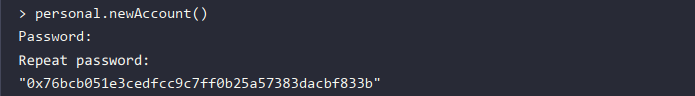 > personal.newAccount()
Password:
Repeat password:
"0x76bcb051e3cedfcc9c7ff0b25a57383dacbf833b"